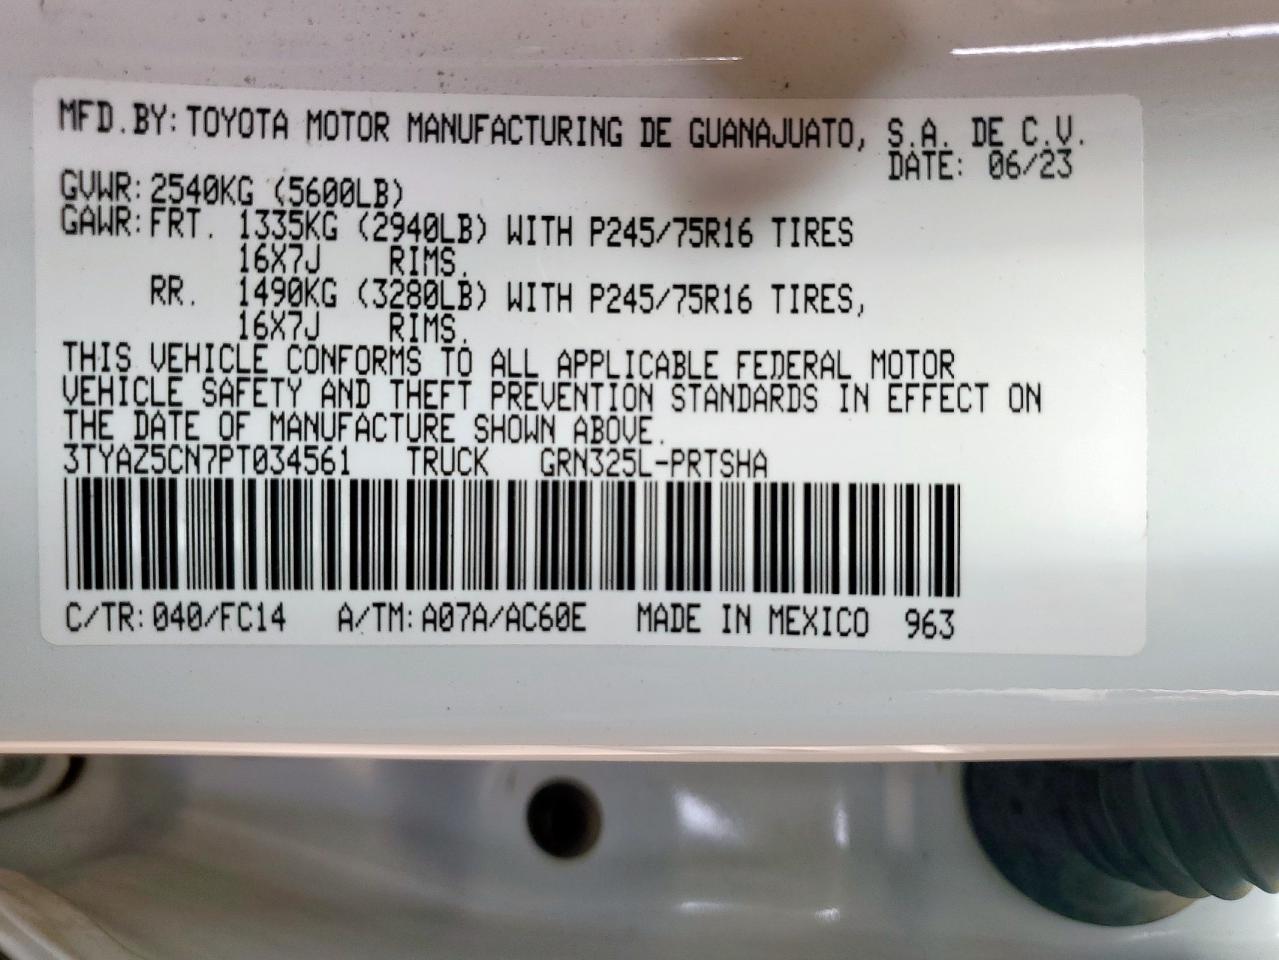 MFD.BY: TOYOTA MOTOR MANUFACTURING DE GUANAJUATO, S.A. DE C.V.
DATE: 06/23
GVWR: 2540KG (5600LB)
GAWR: FRT. 1335KG (2940LB) WITH P245/75R16 TIRES
16X7J RIMS.
RR. 1490KG (3280LB) WITH P245/75R16 TIRES,
16X7J RIMS.
THIS VEHICLE CONFORMS TO ALL APPLICABLE FEDERAL MOTOR
VEHICLE SAFETY AND THEFT PREVENTION STANDARDS IN EFFECT ON
THE DATE OF MANUFACTURE SHOWN ABOVE.
3TYAZ5CN7PT034561 TRUCK GRN325L-PRTSHA
C/TR: 040/FC14 A/TM: A07A/AC60E MADE IN MEXICO 963